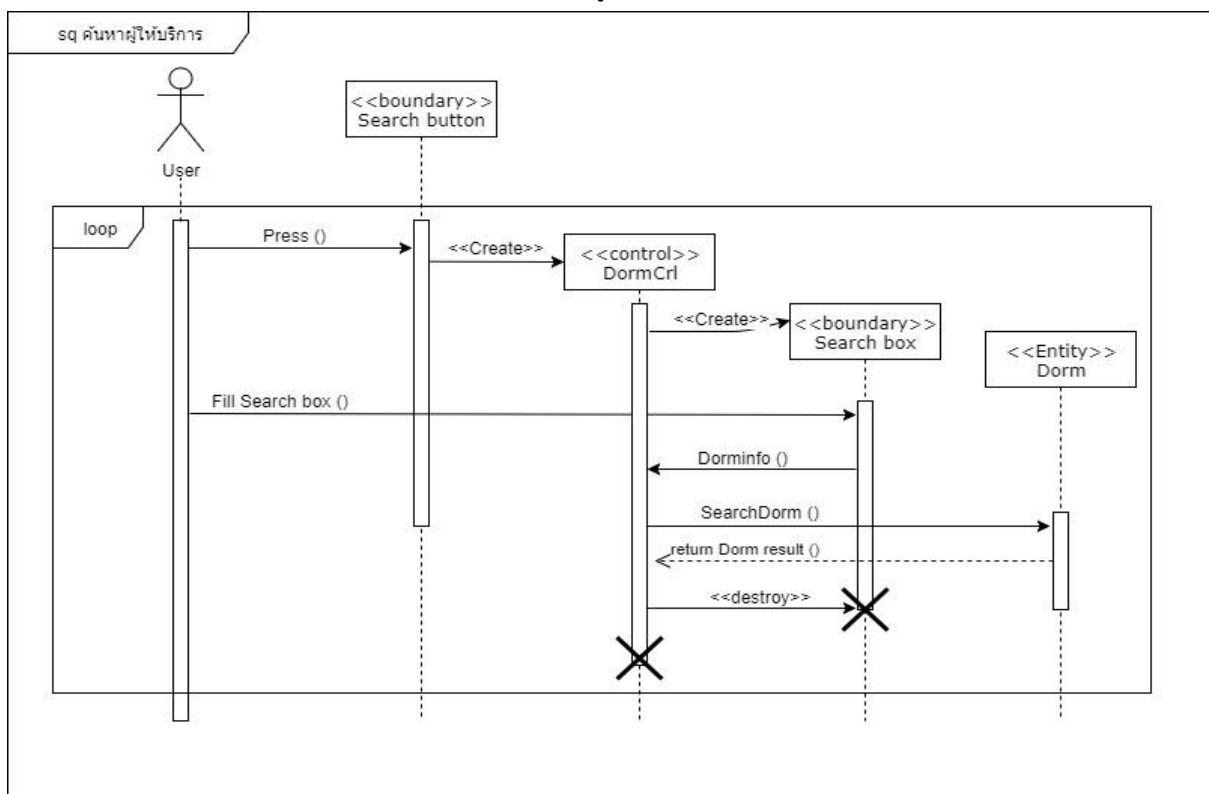 sq ค้นหาผู้ให้บริการ
<<boundary>>
Search button
User
loop
Press ()
<<Create>>
<<control>>
DormCrl
<<Create>>
<<boundary>>
Search box
<<Entity>>
Dorm
Fill Search box ()
Dorminfo ()
SearchDorm ()
return Dorm result ()
<<destroy>>